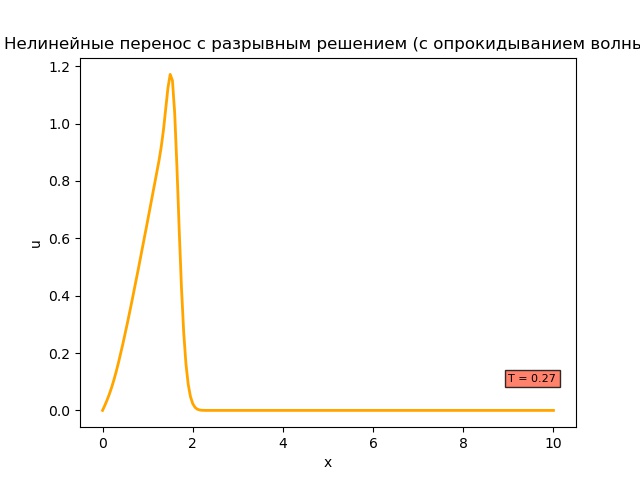 Нелинейные перенос с разрывным решением (с опрокидыванием
1.2
1.0
0.8
0.6
0.4
0.2
0.0
u
T = 0.27
0 2 4 6 8 10
x